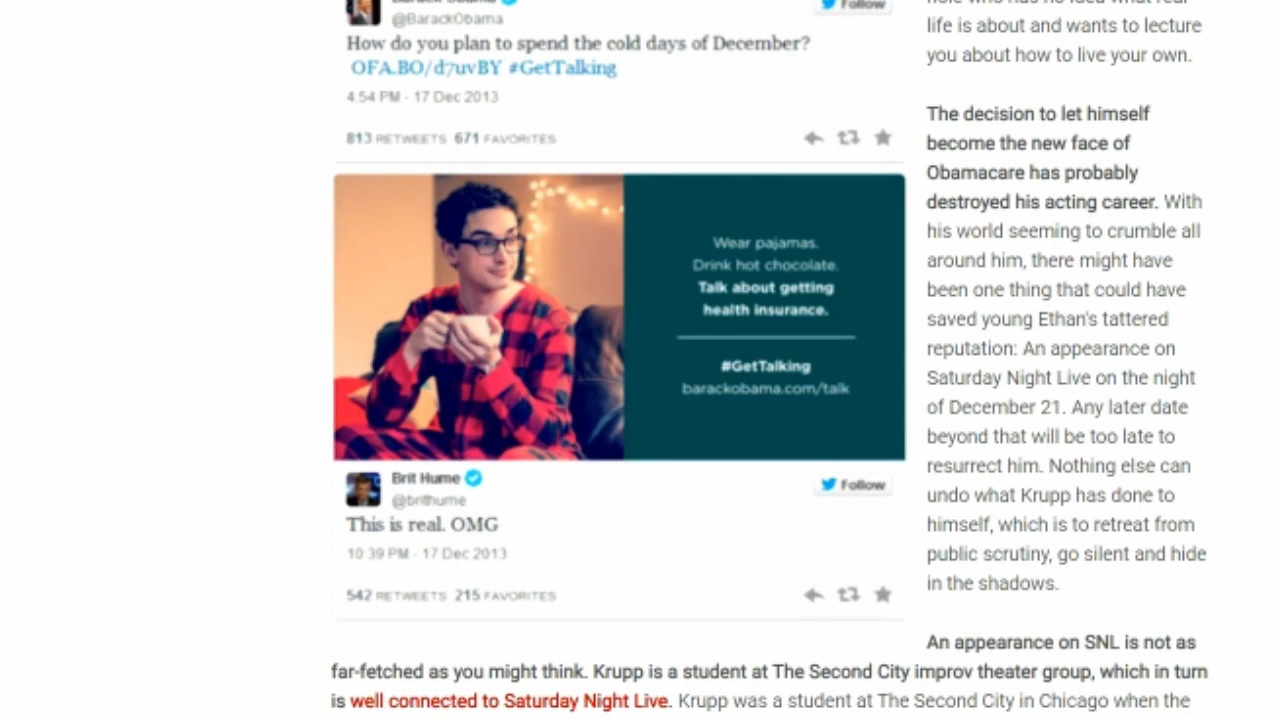 @BarackObama
Follow
How do you plan to spend the cold days of December?
OFA.BO/d7uvBY #GetTalking
4:54 PM - 17 Dec 2013
813 RETWEETS 671 FAVORITES
Wear pajamas.
Drink hot chocolate.
Talk about getting
health insurance.
#GetTalking
barackobama.com/talk
Brit Hume
@brithume
Follow
This is real. OMG
10:39 PM - 17 Dec 2013
542 RETWEETS 215 FAVORITES
life is about and wants to lecture
you about how to live your own.
The decision to let himself
become the new face of
Obamacare has probably
destroyed his acting career. With
his world seeming to crumble all
around him, there might have
been one thing that could have
saved young Ethan's tattered
reputation: An appearance on
Saturday Night Live on the night
of December 21. Any later date
beyond that will be too late to
resurrect him. Nothing else can
undo what Krupp has done to
himself, which is to retreat from
public scrutiny, go silent and hide
in the shadows.
An appearance on SNL is not as
far-fetched as you might think. Krupp is a student at The Second City improv theater group, which in turn
is well connected to Saturday Night Live. Krupp was a student at The Second City in Chicago when the